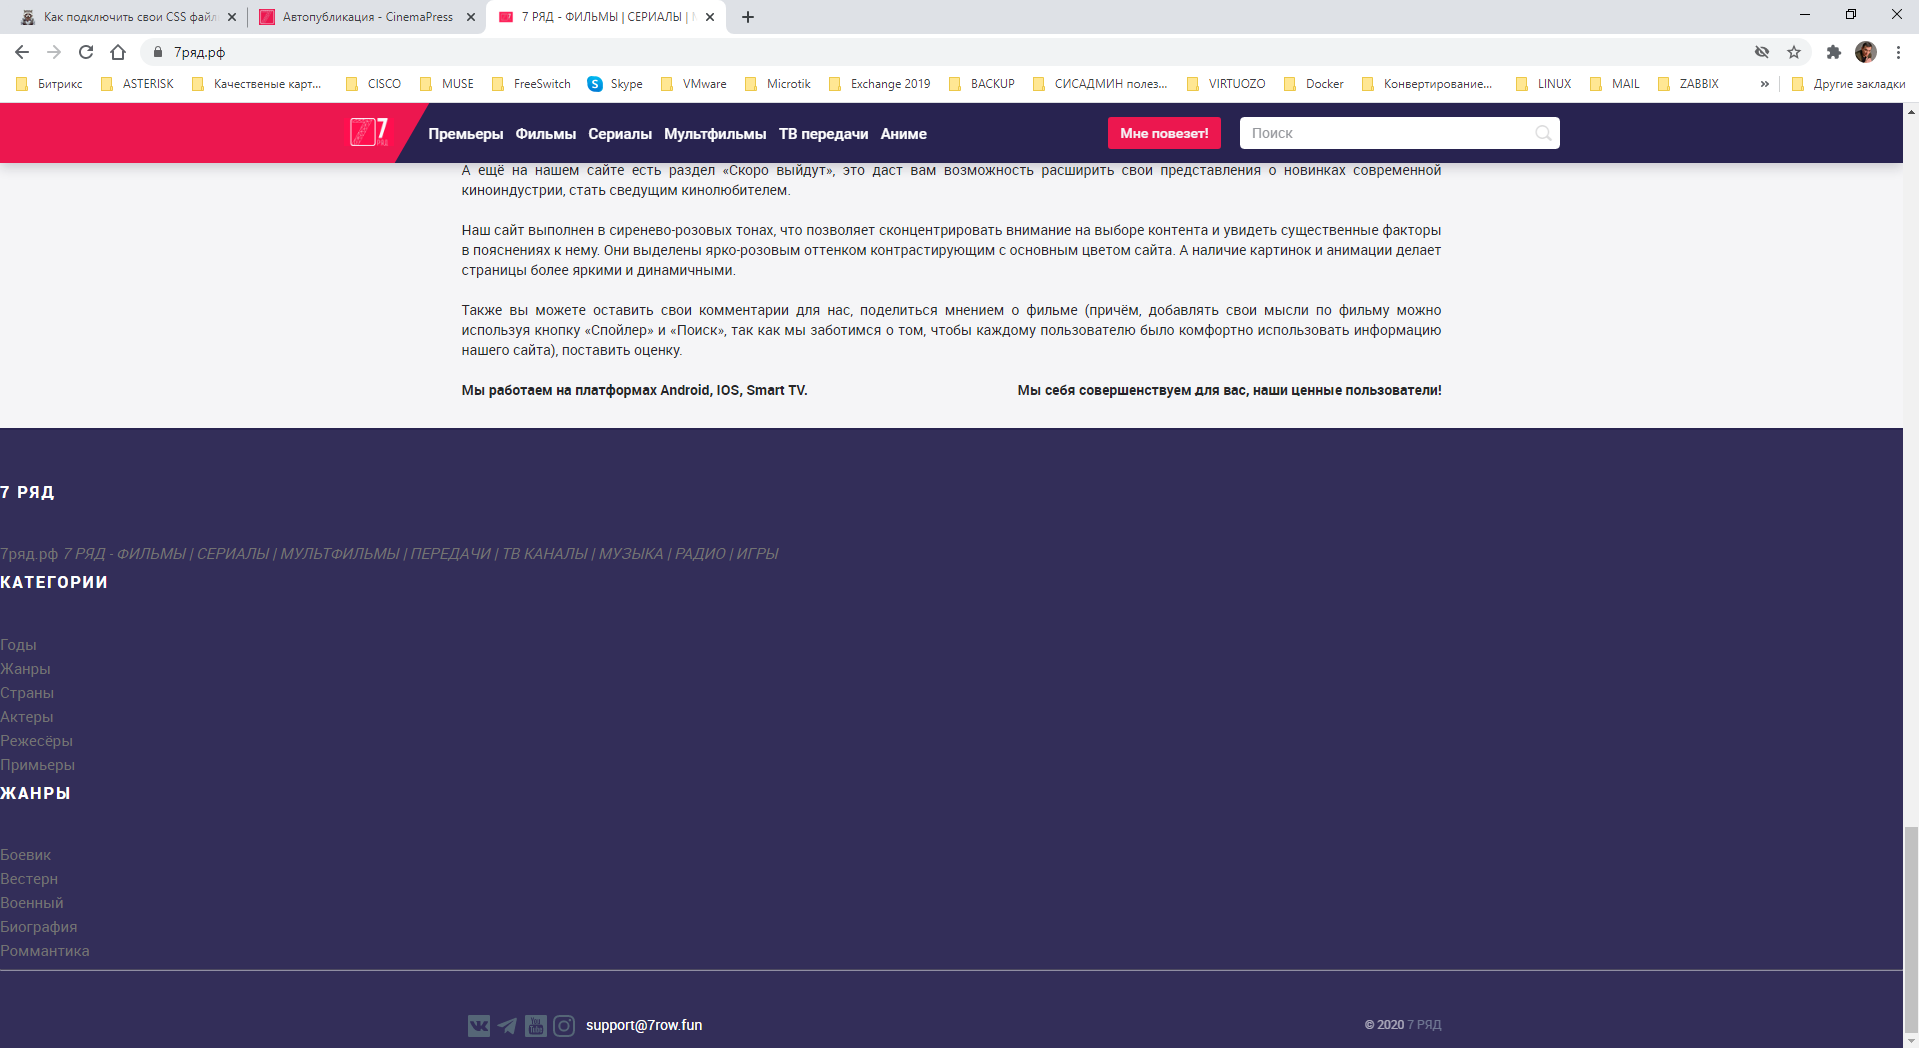 Как подключить свои CSS файл
Автопубликация - CinemaPress
7 РЯД - ФИЛЬМЫ | СЕРИАЛЫ |
7ряд.рф
Битрикс
ASTERISK
Качественые карт...
CISCO
MUSE
FreeSwitch
Skype
VMware
Microtik
Exchange 2019
BACKUP
СИСАДМИН полез...
VIRTUOZO
Docker
Конвертирование...
LINUX
MAIL
ZABBIX
»
Другие закладки
7 РЯД
Премьеры Фильмы Сериалы Мультфильмы ТВ передачи Аниме
Мне повезет!
Поиск
А ещё на нашем сайте есть раздел «Скоро выйдут», это даст вам возможность расширить свои представления о новинках современной
киноиндустрии, стать сведущим кинолюбителем.
Наш сайт выполнен в сиренево-розовых тонах, что позволяет сконцентрировать внимание на выборе контента и увидеть существенные факторы
в пояснениях к нему. Они выделены ярко-розовым оттенком контрастирующим с основным цветом сайта. А наличие картинок и анимации делает
страницы более яркими и динамичными.
Также вы можете оставить свои комментарии для нас, поделиться мнением о фильме (причём, добавлять свои мысли по фильму можно
используя кнопку «Спойлер» и «Поиск», так как мы заботимся о том, чтобы каждому пользователю было комфортно использовать информацию
нашего сайта), поставить оценку.
Мы работаем на платформах Android, IOS, Smart TV.
Мы себя совершенствуем для вас, наши ценные пользователи!
7 РЯД
7ряд.рф 7 РЯД - ФИЛЬМЫ | СЕРИАЛЫ | МУЛЬТФИЛЬМЫ | ПЕРЕДАЧИ | ТВ КАНАЛЫ | МУЗЫКА | РАДИО | ИГРЫ
КАТЕГОРИИ
Годы
Жанры
Страны
Актеры
Режесёры
Примьеры
ЖАНРЫ
Боевик
Вестерн
Военный
Биография
Роммантика
You Tube
support@7row.fun
© 2020 7 РЯД